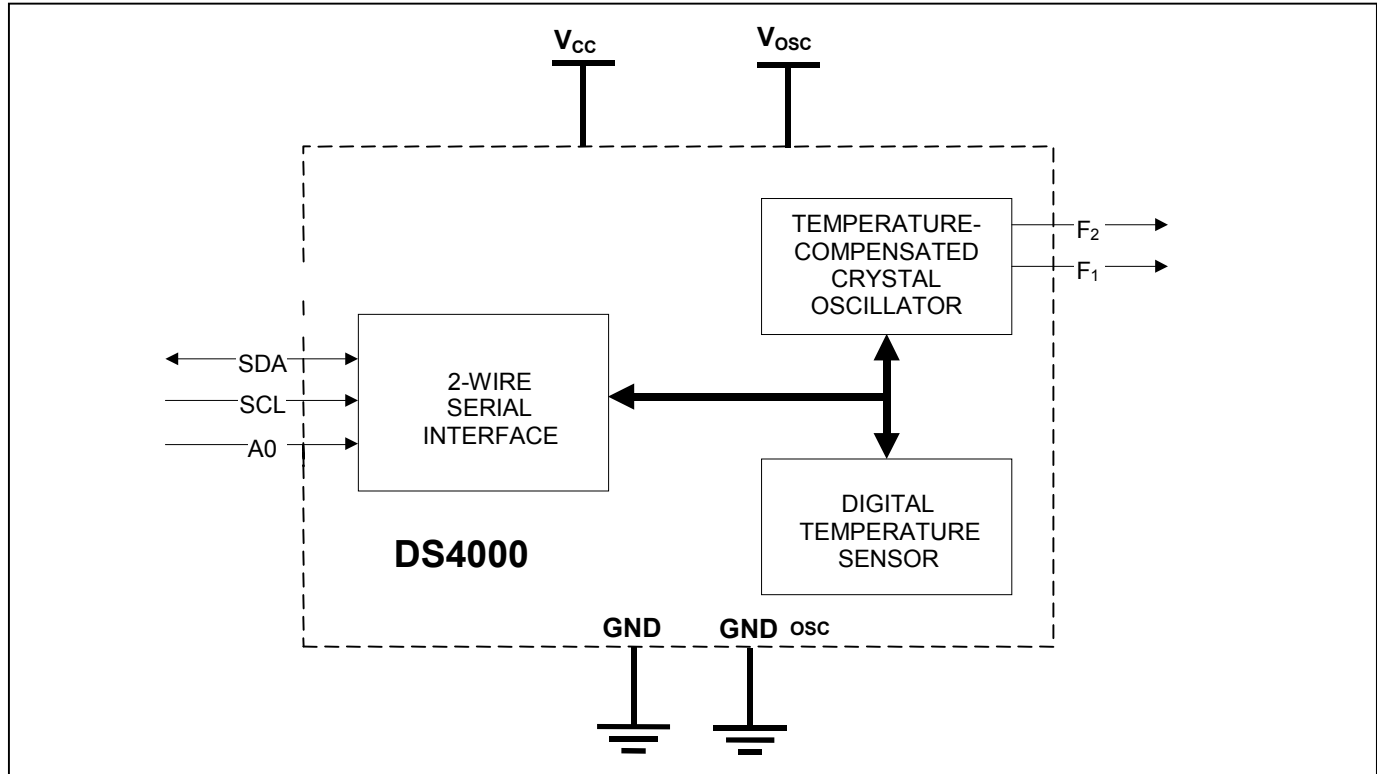 VCC
VOSC
TEMPERATURE-
COMPENSATED
CRYSTAL
OSCILLATOR
F2
F1
SDA
SCL
A0
2-WIRE
SERIAL
INTERFACE
DIGITAL
TEMPERATURE
SENSOR
DS4000
GND
GND OSC